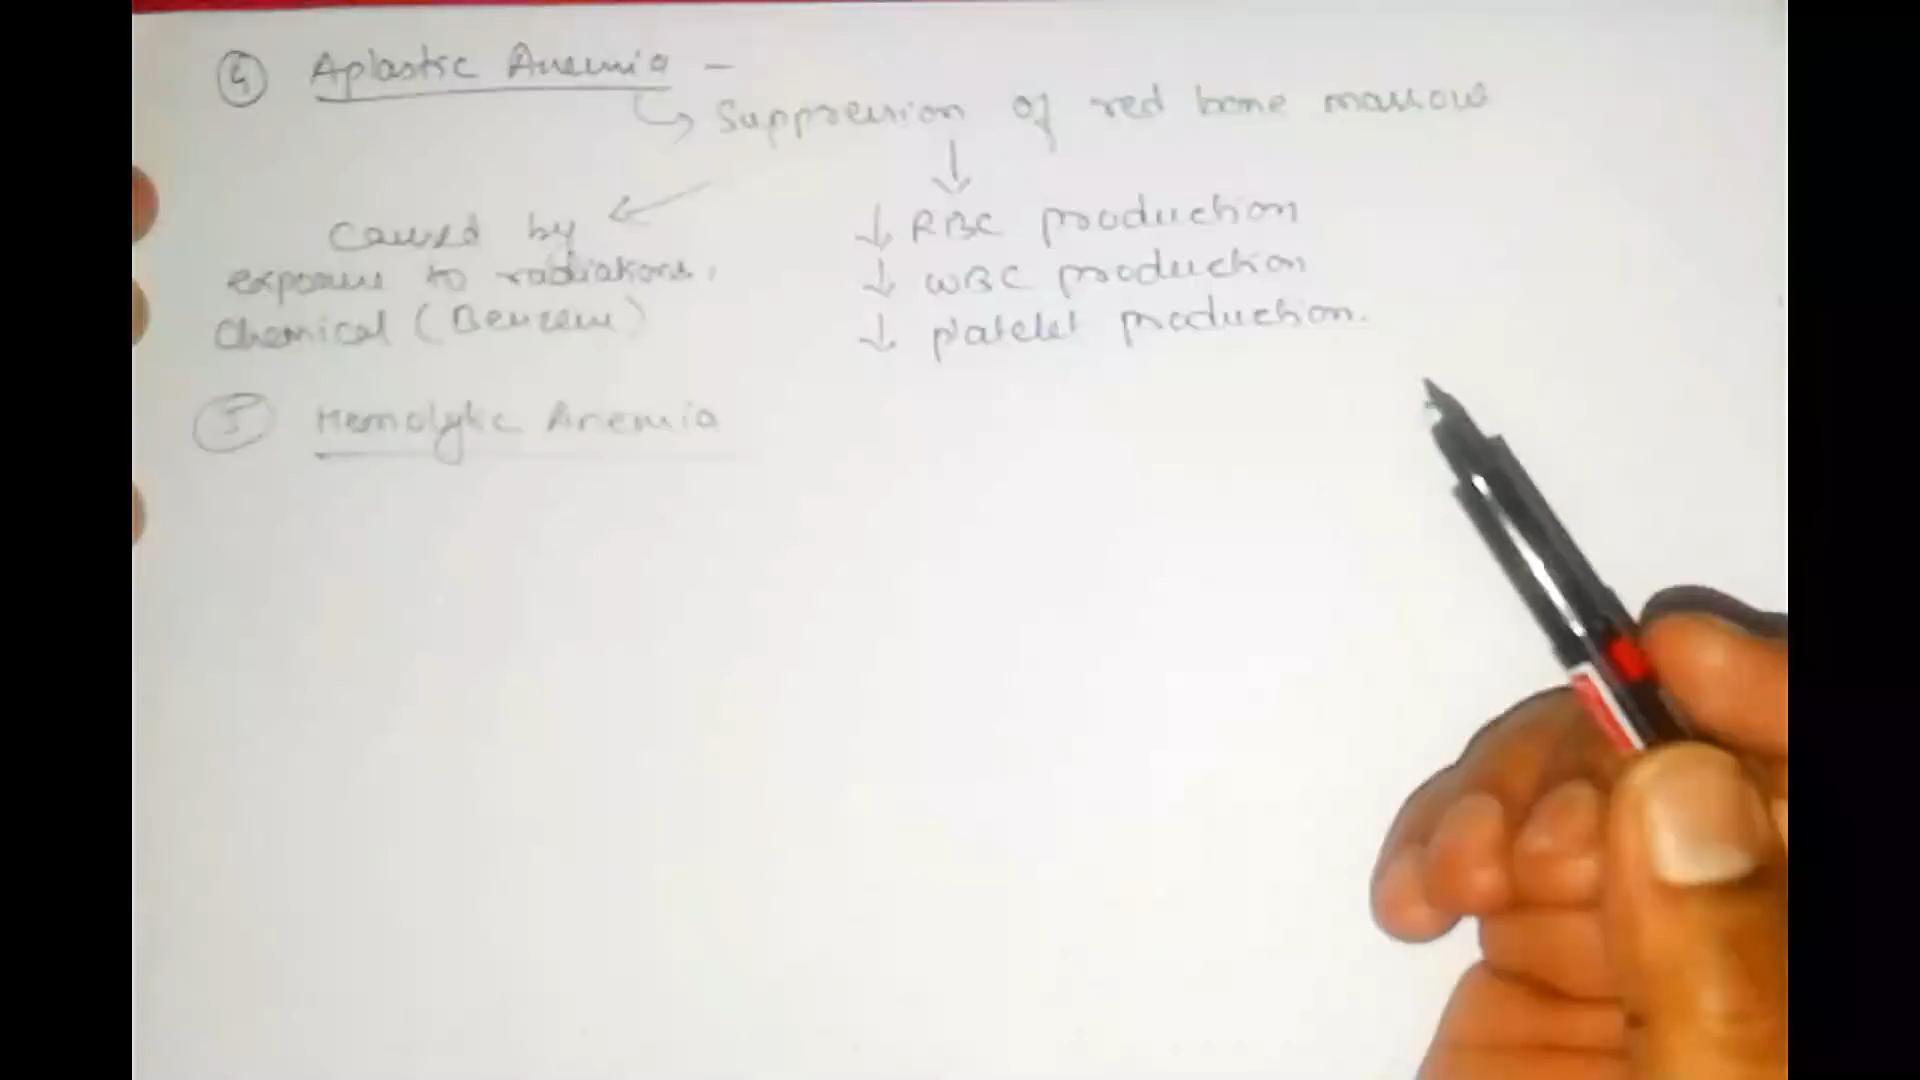 ④ Aplastic Anemia -
↳ Suppression of red bone marrow
↓
Caused by
exposure to radiations,
Chemical (Benzene)
↓ RBC production
↓ WBC production
↓ platelet production.
⑤ Hemolytic Anemia